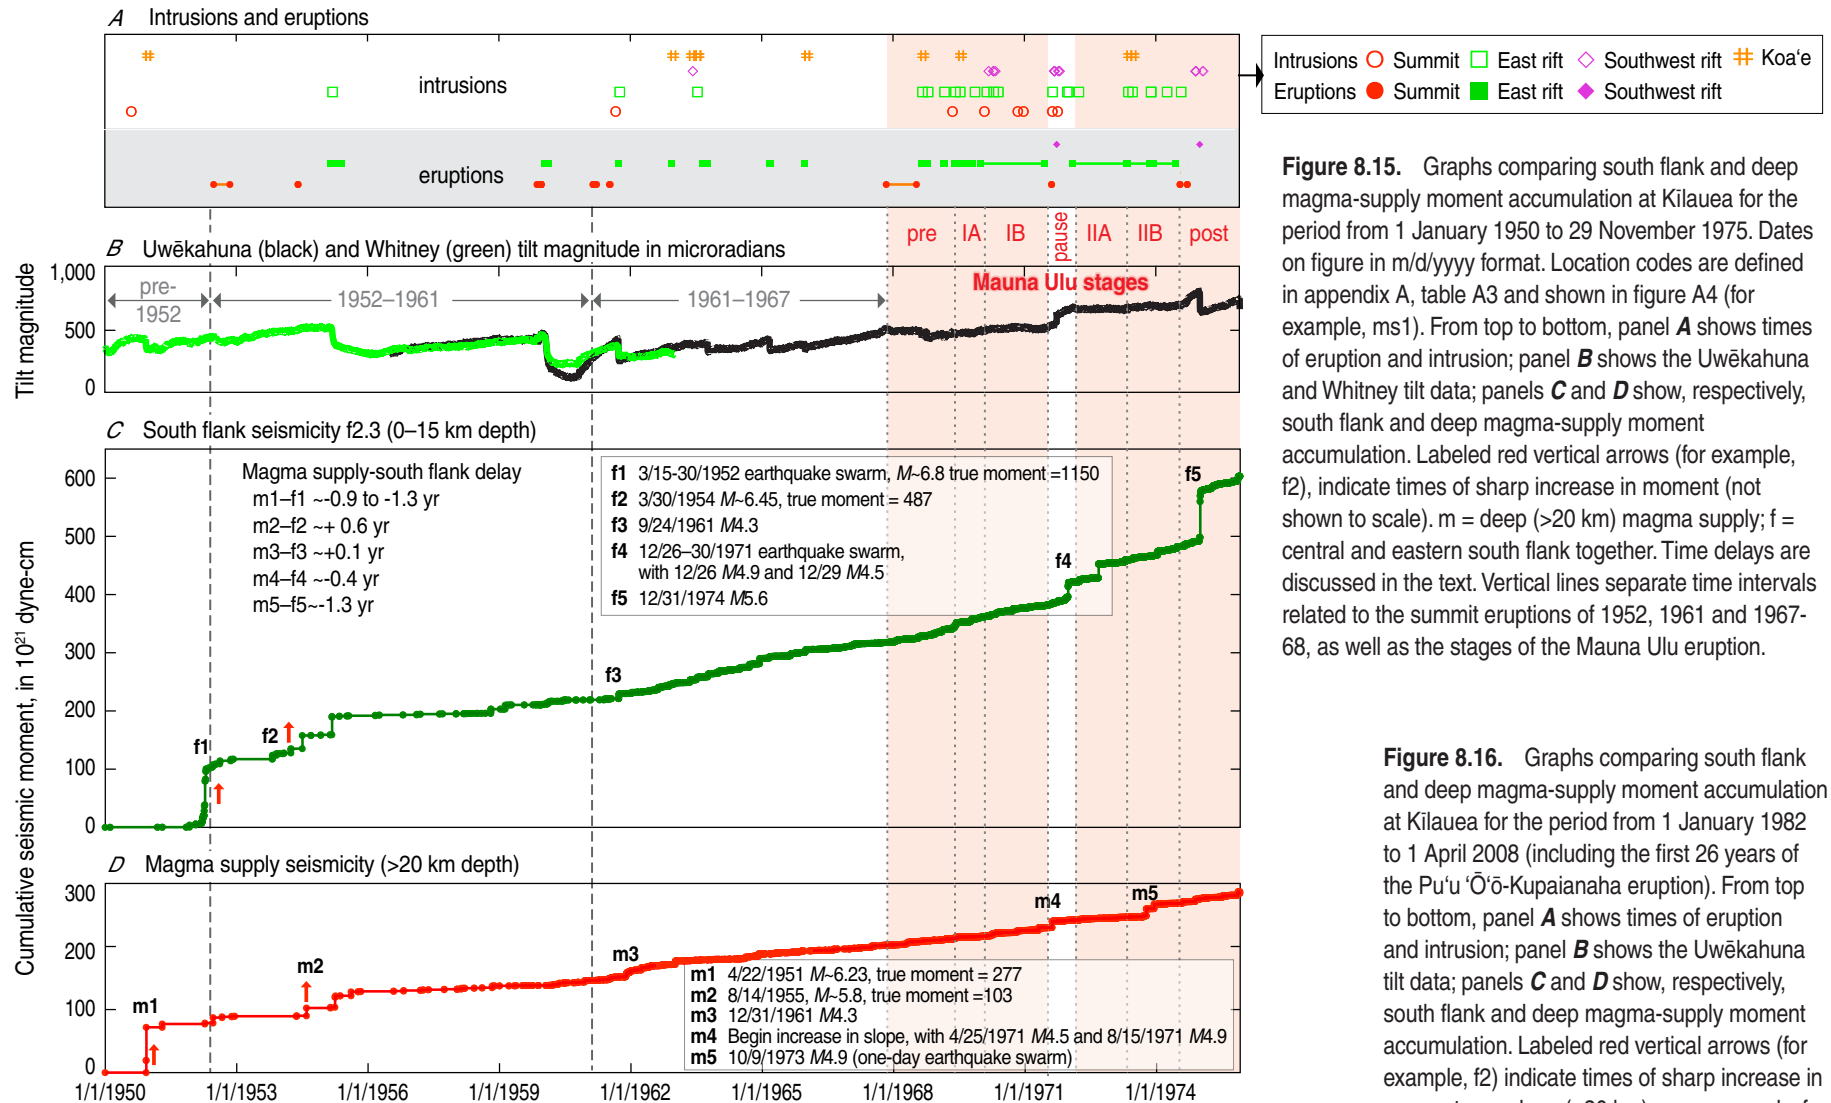 A Intrusions and eruptions
intrusions
eruptions
Intrusions Summit East rift Southwest rift Koa‘e
Eruptions Summit East rift Southwest rift
pre IA IB pause IIA IIB post
B Uwēkahuna (black) and Whitney (green) tilt magnitude in microradians
Mauna Ulu stages
Tilt magnitude
1,000
500
0
pre-
1952
1952–1961
1961–1967
C South flank seismicity f2.3 (0–15 km depth)
Cumulative seismic moment, in 10²¹ dyne-cm
600
500
400
300
200
100
0
Magma supply-south flank delay
m1–f1 ~-0.9 to -1.3 yr
m2–f2 ~+ 0.6 yr
m3–f3 ~+0.1 yr
m4–f4 ~-0.4 yr
m5–f5~-1.3 yr
f1 3/15-30/1952 earthquake swarm, M~6.8 true moment =1150
f2 3/30/1954 M~6.45, true moment = 487
f3 9/24/1961 M4.3
f4 12/26–30/1971 earthquake swarm,
with 12/26 M4.9 and 12/29 M4.5
f5 12/31/1974 M5.6
f1
f2
f3
f4
f5
D Magma supply seismicity (>20 km depth)
300
200
100
0
m1
m2
m3
m4
m5
m1 4/22/1951 M~6.23, true moment = 277
m2 8/14/1955, M~5.8, true moment =103
m3 12/31/1961 M4.3
m4 Begin increase in slope, with 4/25/1971 M4.5 and 8/15/1971 M4.9
m5 10/9/1973 M4.9 (one-day earthquake swarm)
1/1/1950 1/1/1953 1/1/1956 1/1/1959 1/1/1962 1/1/1965 1/1/1968 1/1/1971 1/1/1974
Figure 8.15. Graphs comparing south flank and deep
magma-supply moment accumulation at Kīlauea for the
period from 1 January 1950 to 29 November 1975. Dates
on figure in m/d/yyyy format. Location codes are defined
in appendix A, table A3 and shown in figure A4 (for
example, ms1). From top to bottom, panel A shows times
of eruption and intrusion; panel B shows the Uwēkahuna
and Whitney tilt data; panels C and D show, respectively,
south flank and deep magma-supply moment
accumulation. Labeled red vertical arrows (for example,
f2), indicate times of sharp increase in moment (not
shown to scale). m = deep (>20 km) magma supply; f =
central and eastern south flank together. Time delays are
discussed in the text. Vertical lines separate time intervals
related to the summit eruptions of 1952, 1961 and 1967-
68, as well as the stages of the Mauna Ulu eruption.
Figure 8.16. Graphs comparing south flank
and deep magma-supply moment accumulation
at Kīlauea for the period from 1 January 1982
to 1 April 2008 (including the first 26 years of
the Pu‘u ‘Ō‘ō-Kupaianaha eruption). From top
to bottom, panel A shows times of eruption
and intrusion; panel B shows the Uwēkahuna
tilt data; panels C and D show, respectively,
south flank and deep magma-supply moment
accumulation. Labeled red vertical arrows (for
example, f2) indicate times of sharp increase in